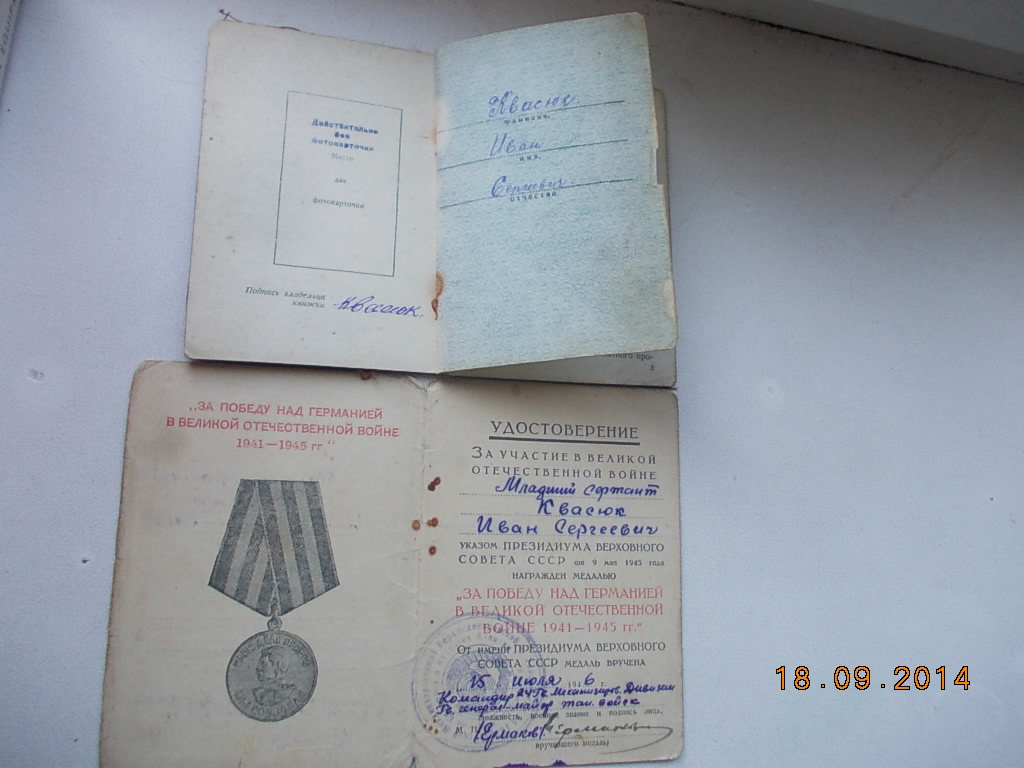 Действительно
без
фотокарточки
Место
для
фотокарточки
Подпись владельца
книжки Квасюк
Квасюк
фамилия,
Иван
имя,
Сергеевич
отчество
ного про-
„ЗА ПОБЕДУ НАД ГЕРМАНИЕЙ
В ВЕЛИКОЙ ОТЕЧЕСТВЕННОЙ ВОЙНЕ
1941—1945 гг.“
УДОСТОВЕРЕНИЕ
ЗА УЧАСТИЕ В ВЕЛИКОЙ
ОТЕЧЕСТВЕННОЙ ВОЙНЕ
Младший Сержант
Квасюк
Иван Сергеевич
УКАЗОМ ПРЕЗИДИУМА ВЕРХОВНОГО
СОВЕТА СССР от 9 мая 1945 года
НАГРАЖДЕН МЕДАЛЬЮ
„ЗА ПОБЕДУ НАД ГЕРМАНИЕЙ
В ВЕЛИКОЙ ОТЕЧЕСТВЕННОЙ
ВОЙНЕ 1941—1945 гг.“
ОТ ИМЕНИ ПРЕЗИДИУМА ВЕРХОВНОГО
СОВЕТА СССР МЕДАЛЬ ВРУЧЕНА
15 июля 1946 г.
Командир Гв. Дивизии
Гв. генерал-майор тан. войск
должность, воинское звание и подпись лица,
М. П. /Ермаков/
вручившего медаль)
18.09.2014